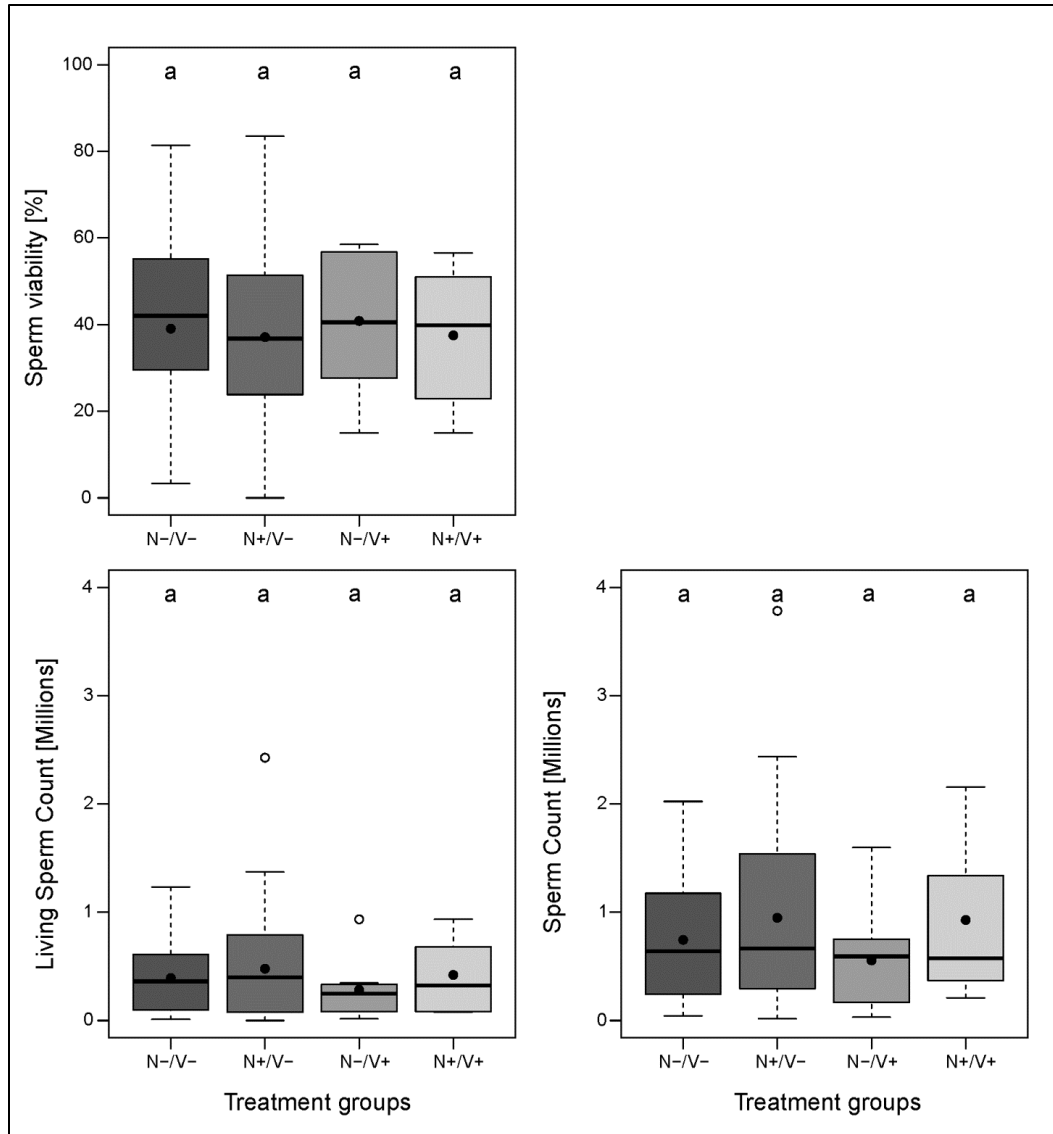 a a a a
100
80
60
40
20
0
Sperm viability [%]
N−/V− N+/V− N−/V+ N+/V+
a a a a
4
3
2
1
0
Living Sperm Count [Millions]
N−/V− N+/V− N−/V+ N+/V+
Treatment groups
a a a a
4
3
2
1
0
Sperm Count [Millions]
N−/V− N+/V− N−/V+ N+/V+
Treatment groups